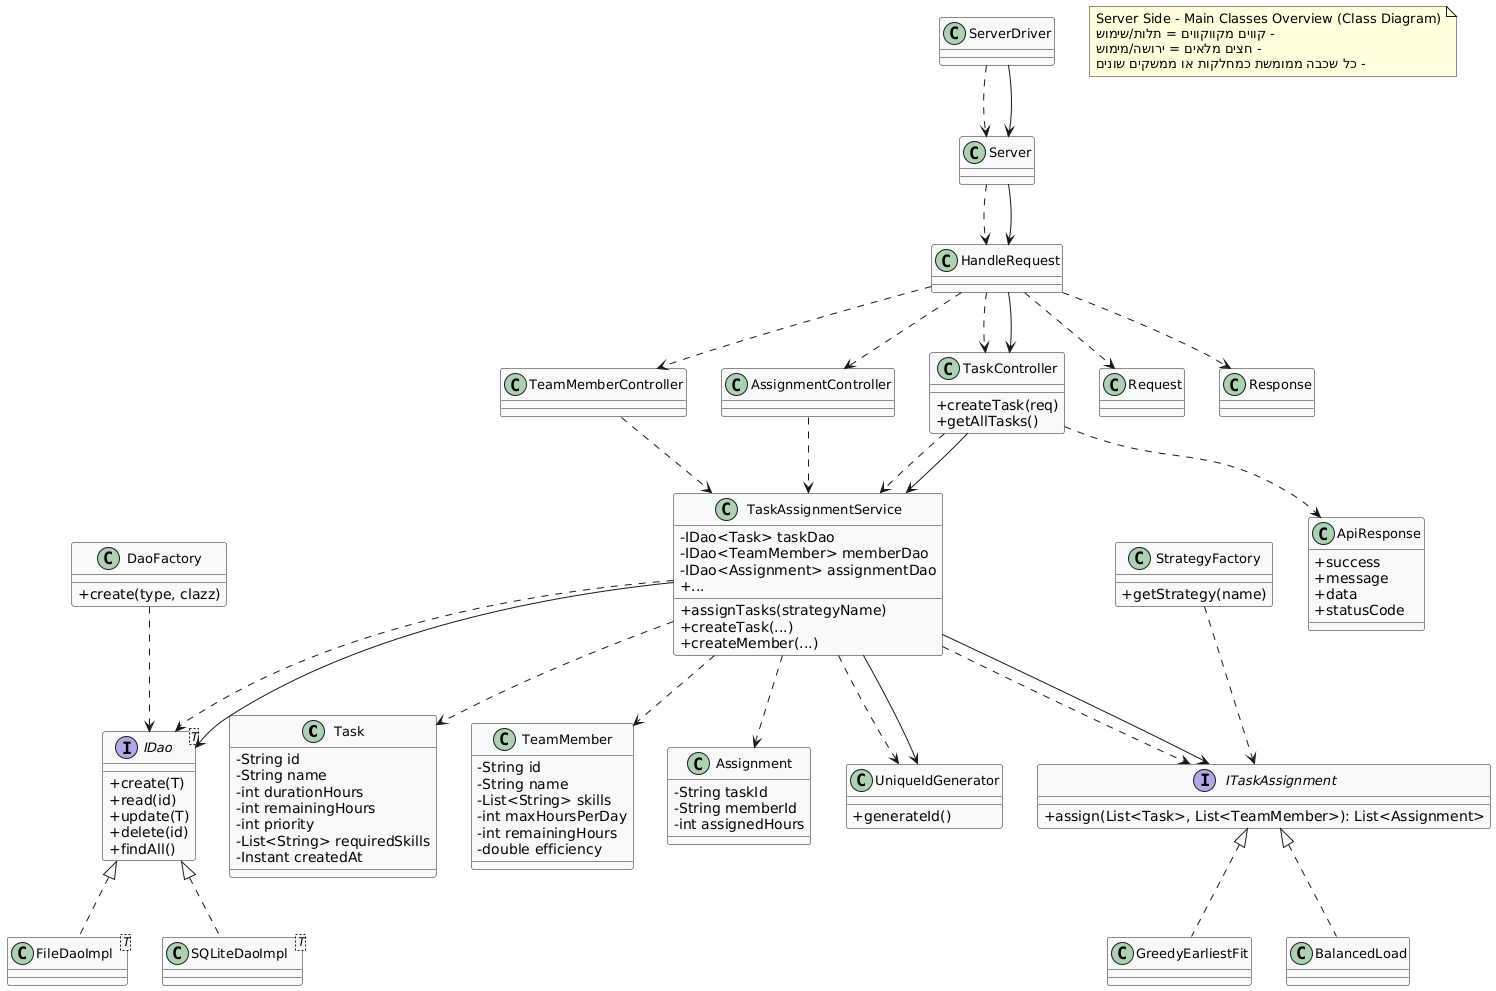 ServerDriver
Server Side - Main Classes Overview (Class Diagram)
- קווים מקווקווים = תלות/שימוש
- חצים מלאים = ירושה/מימוש
- כל שכבה ממומשת כמחלקות או ממשקים שונים
Server
HandleRequest
TeamMemberController
AssignmentController
TaskController
+createTask(req)
+getAllTasks()
Request
Response
TaskAssignmentService
-IDao<Task> taskDao
-IDao<TeamMember> memberDao
-IDao<Assignment> assignmentDao
+...
+assignTasks(strategyName)
+createTask(...)
+createMember(...)
DaoFactory
+create(type, clazz)
StrategyFactory
+getStrategy(name)
ApiResponse
+success
+message
+data
+statusCode
IDao
T
+create(T)
+read(id)
+update(T)
+delete(id)
+findAll()
Task
-String id
-String name
-int durationHours
-int remainingHours
-int priority
-List<String> requiredSkills
-Instant createdAt
TeamMember
-String id
-String name
-List<String> skills
-int maxHoursPerDay
-int remainingHours
-double efficiency
Assignment
-String taskId
-String memberId
-int assignedHours
UniqueIdGenerator
+generateId()
ITaskAssignment
+assign(List<Task>, List<TeamMember>): List<Assignment>
FileDaoImpl
T
SQLiteDaoImpl
T
GreedyEarliestFit
BalancedLoad